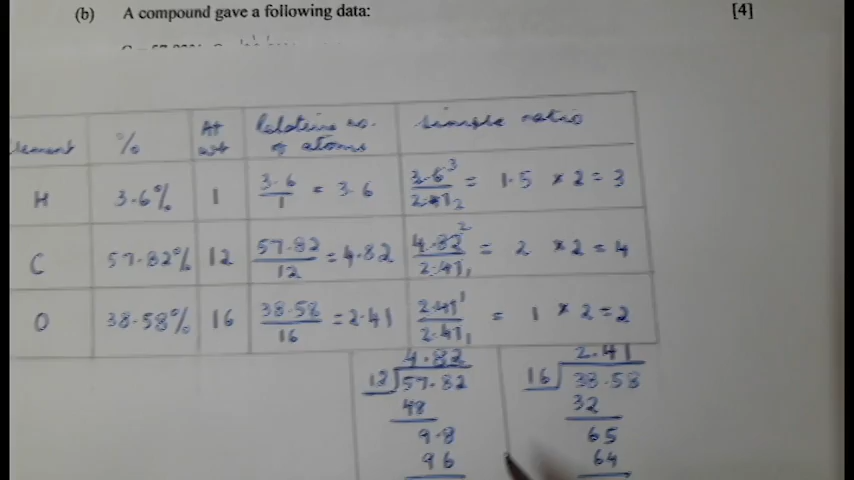 (b) A compound gave a following data: [4]
% At wt Relative no. of atoms simple ratio
H 3.6% 1 3.6/1 = 3.6 3.6/2.41 = 1.5 × 2 = 3
C 57.82% 12 57.82/12 = 4.82 4.82/2.41 = 2 × 2 = 4
O 38.58% 16 38.58/16 = 2.41 2.41/2.41 = 1 × 2 = 2
4.82 2.41
12 57.82 16 38.58
48 32
9.8 65
96 64